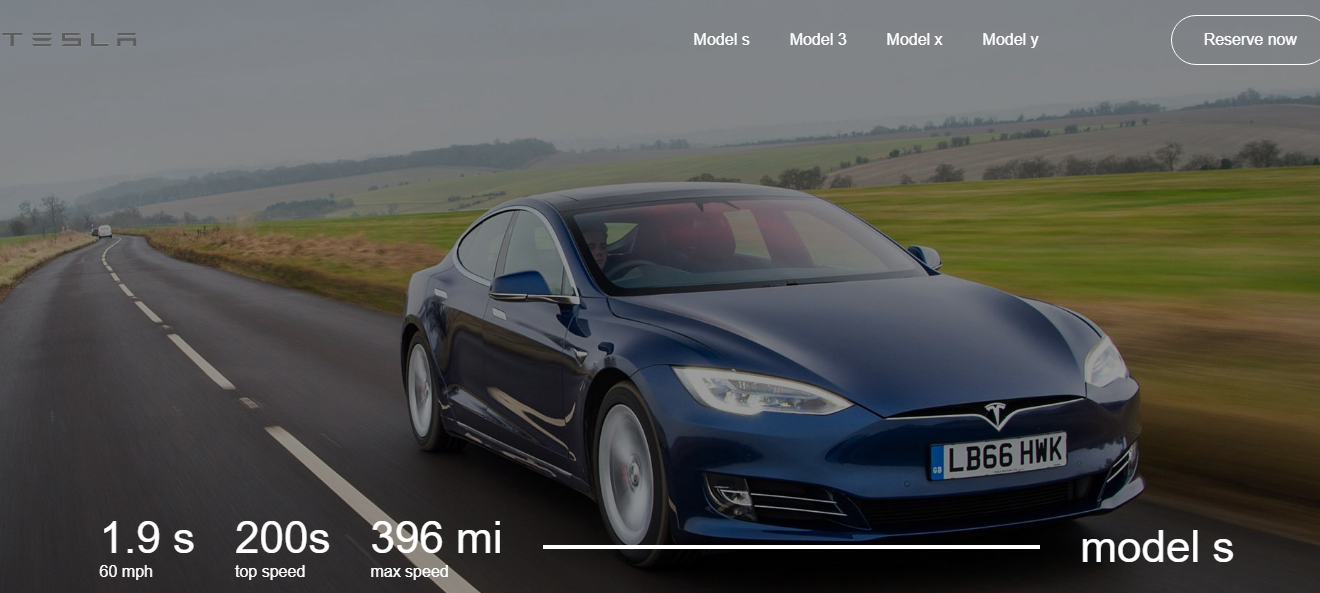 TESLA
Model s Model 3 Model x Model y Reserve now
GB LB66 HWK
1.9 s 200s 396 mi
60 mph top speed max speed
model s